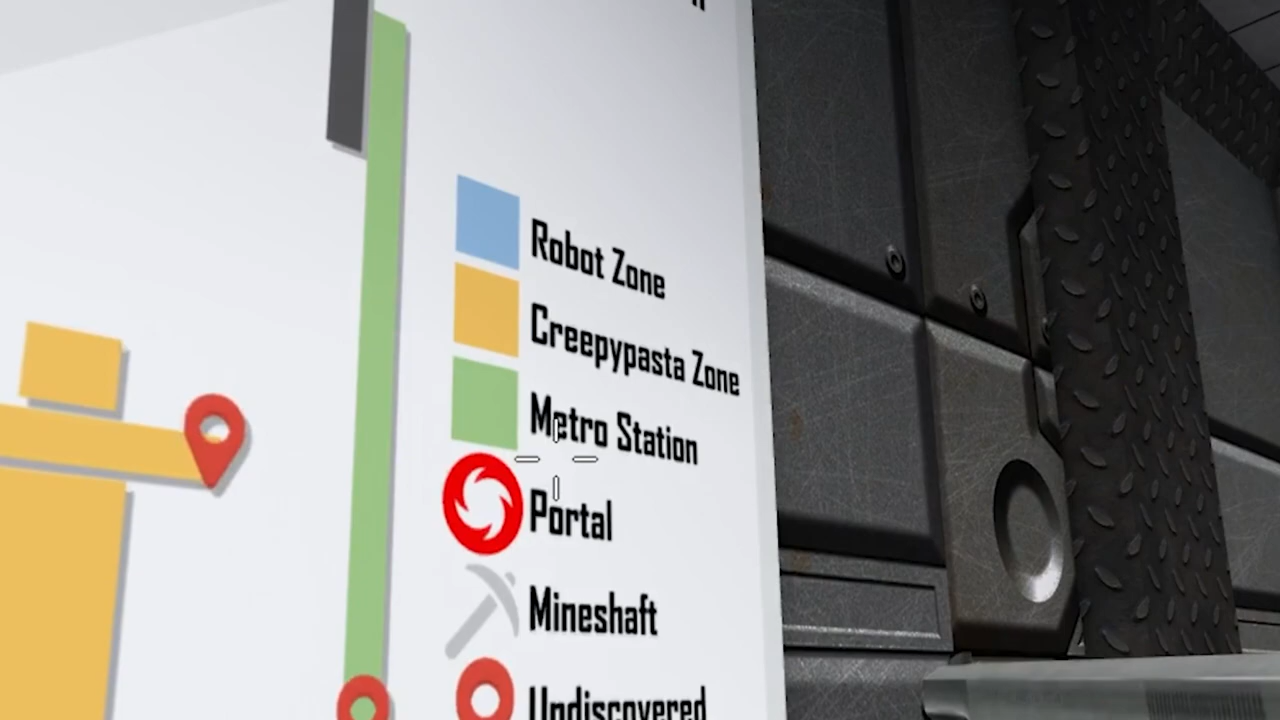 Robot Zone
Creepypasta Zone
Metro Station
Portal
Mineshaft
Undiscovered